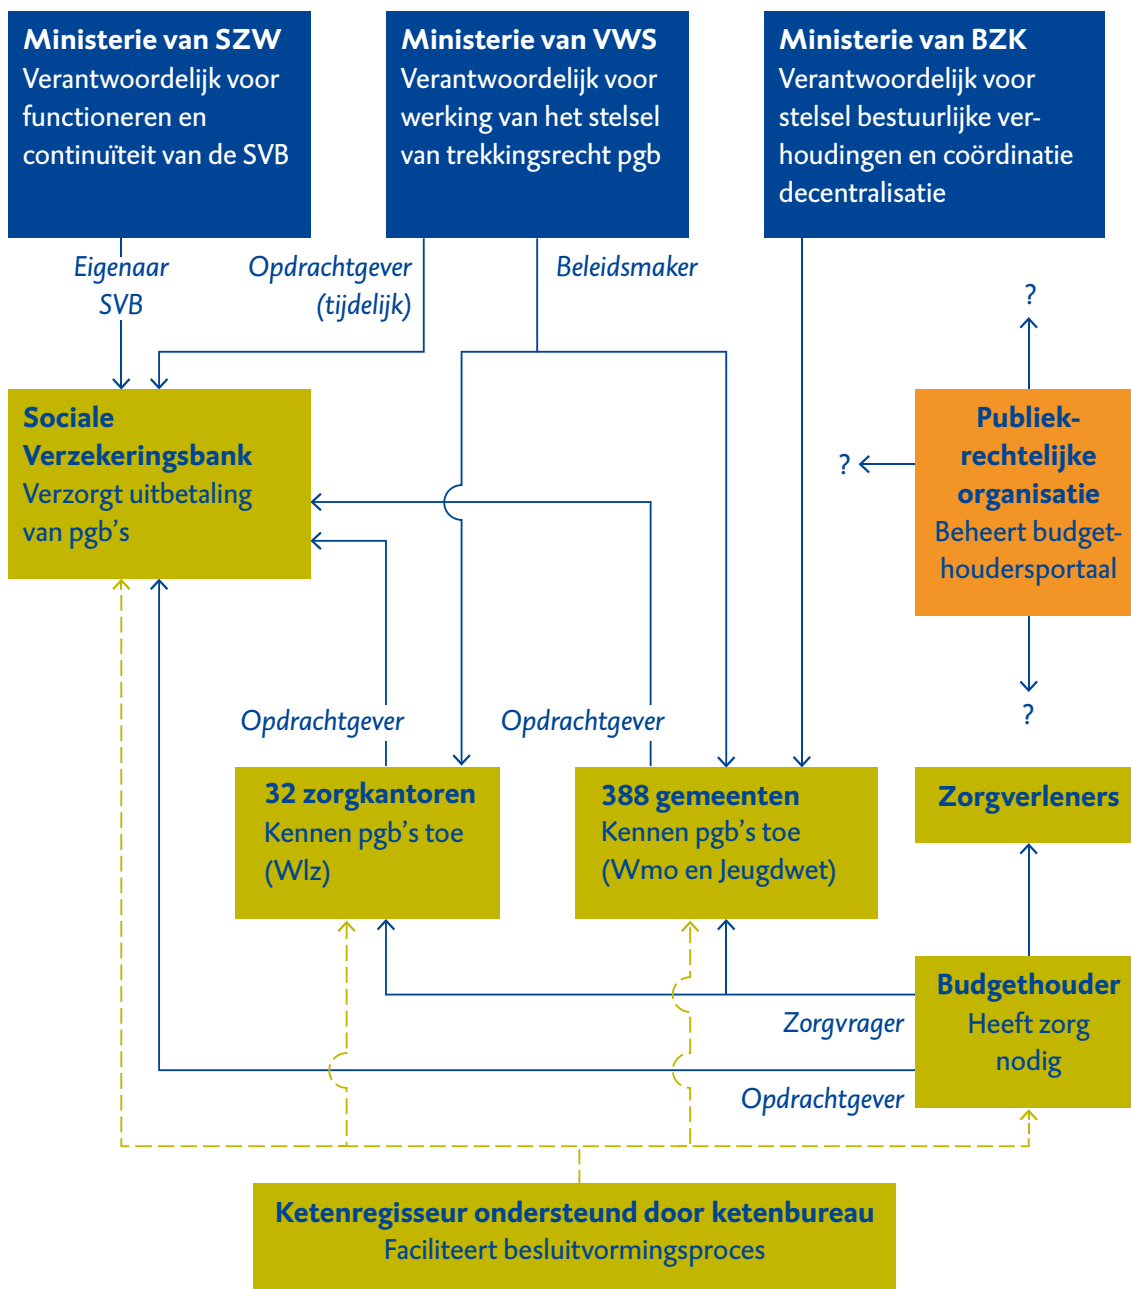 Ministerie van SZW
Verantwoordelijk voor
functioneren en
continuïteit van de SVB
Ministerie van VWS
Verantwoordelijk voor
werking van het stelsel
van trekkingsrecht pgb
Ministerie van BZK
Verantwoordelijk voor
stelsel bestuurlijke ver-
houdingen en coördinatie
decentralisatie
Eigenaar
SVB
Opdrachtgever
(tijdelijk)
Beleidsmaker
?
Sociale
Verzekeringsbank
Verzorgt uitbetaling
van pgb's
?
Publiek-
rechtelijke
organisatie
Beheert budget-
houdersportaal
?
Opdrachtgever
Opdrachtgever
32 zorgkantoren
Kennen pgb's toe
(Wlz)
388 gemeenten
Kennen pgb's toe
(Wmo en Jeugdwet)
Zorgverleners
Budgethouder
Heeft zorg
nodig
Zorgvrager
Opdrachtgever
Ketenregisseur ondersteund door ketenbureau
Faciliteert besluitvormingsproces